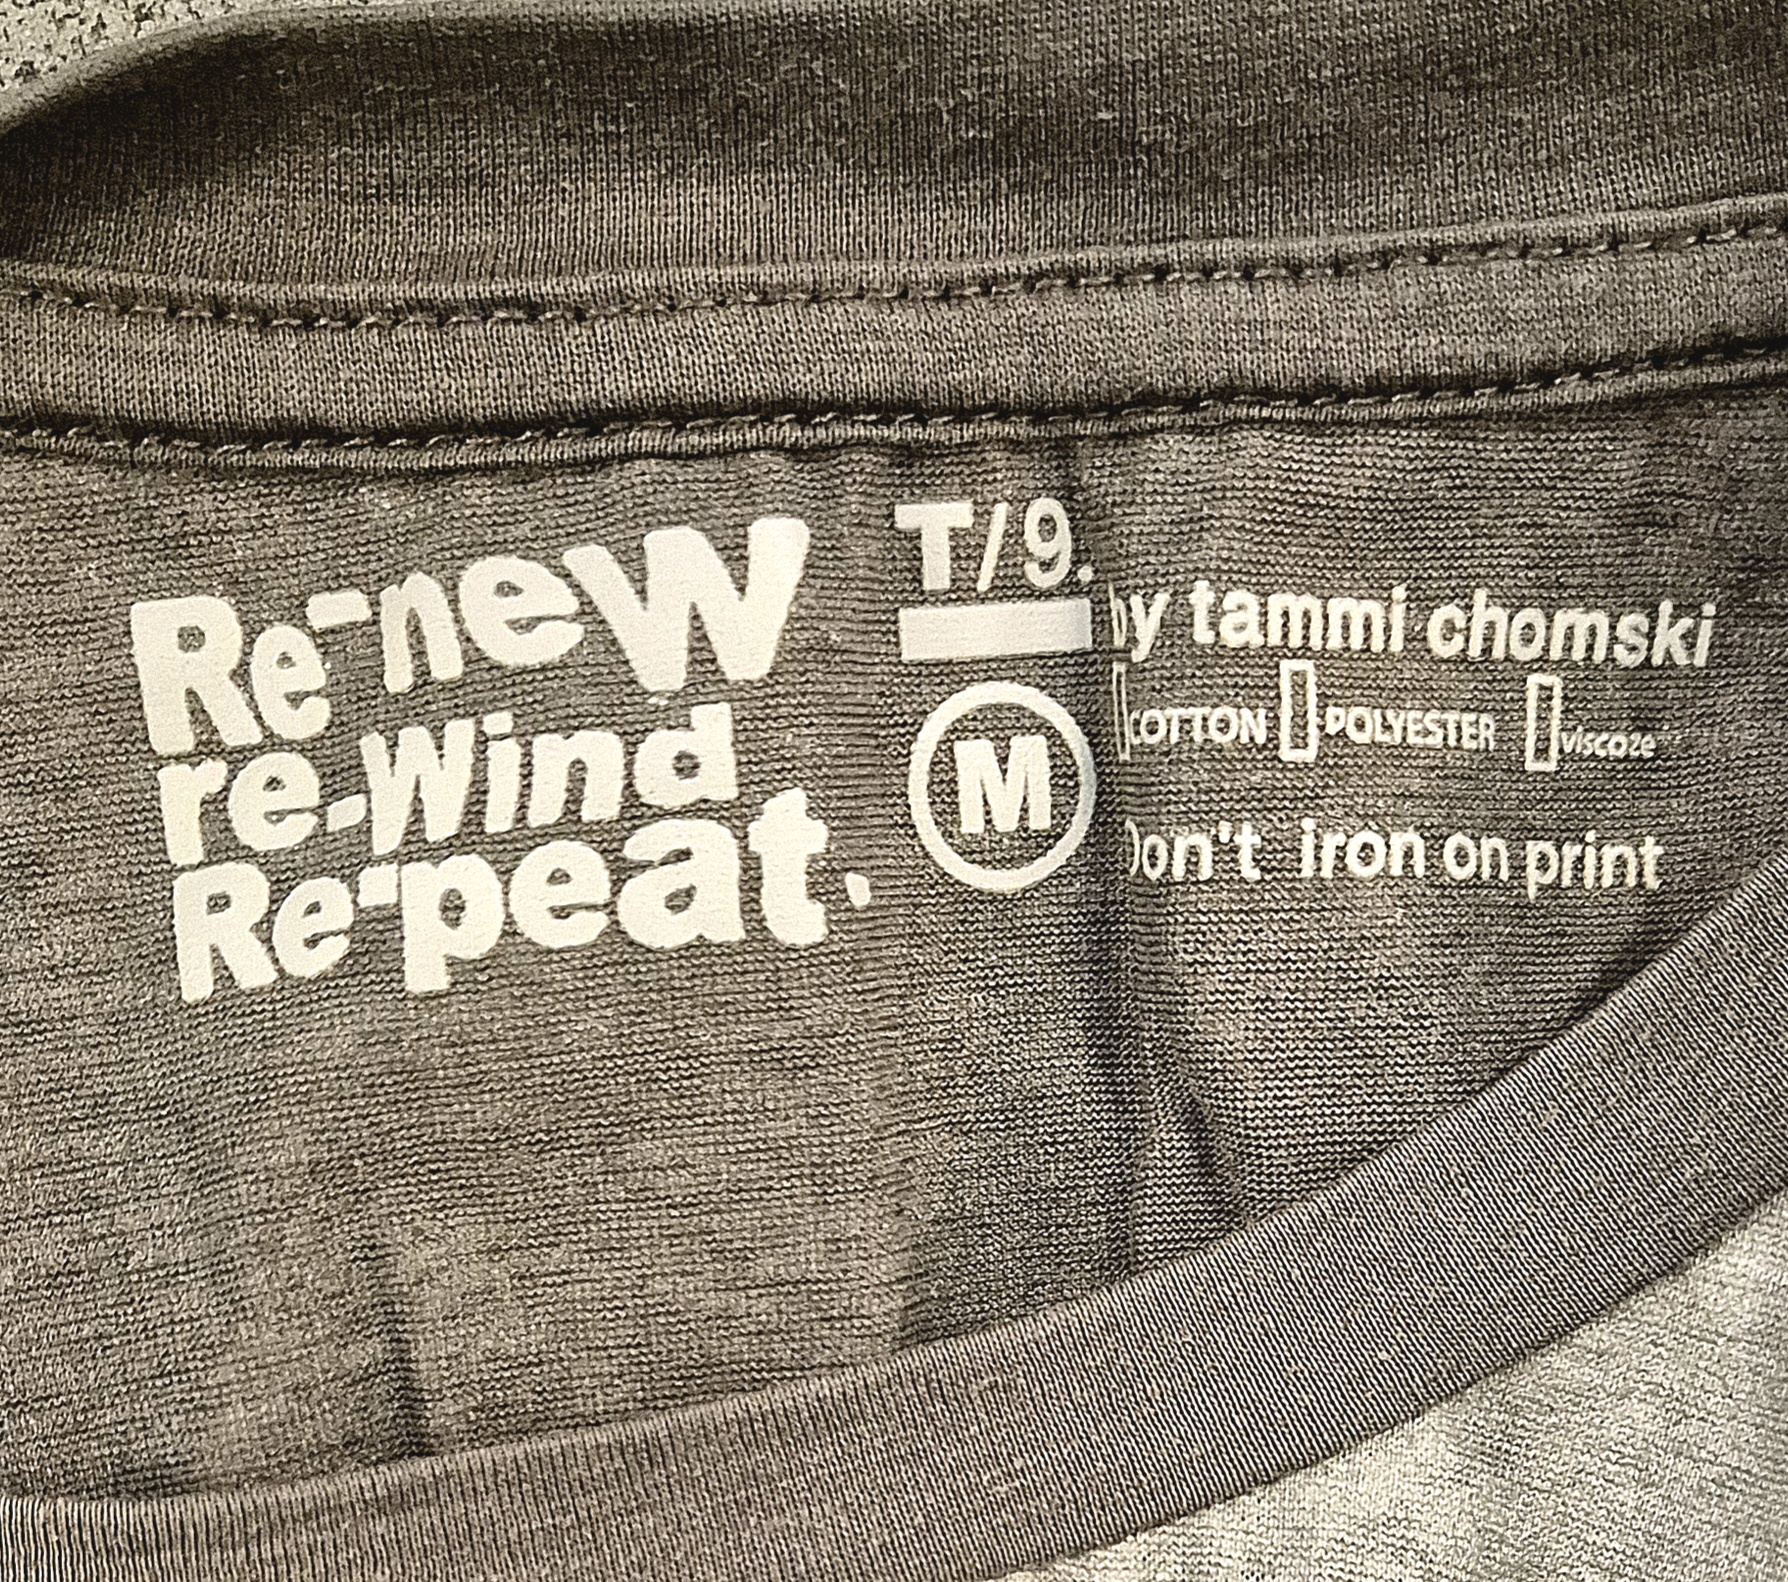 Re-neW
re-Wind
Re-peat.
T/9.
M
by tammi chomski
COTTON POLYESTER viscoze
Don't iron on print